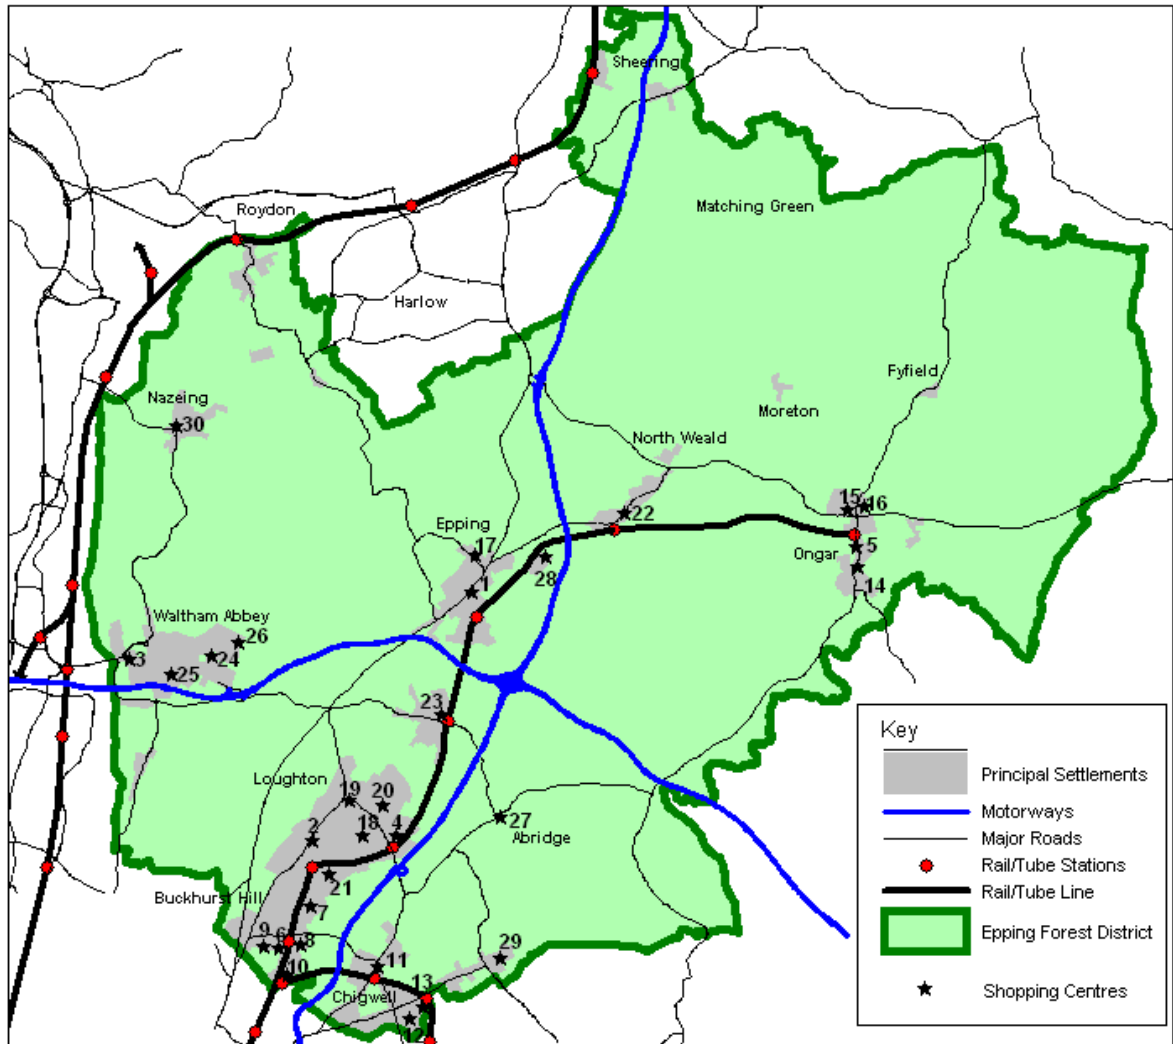 Sheering
Roydon
Matching Green
Harlow
Fyfield
Nazeing
30
Moreton
North Weald
15 16
22
Epping
17
Ongar
5
28
1
14
Waltham Abbey
26
3
24
25
23
Loughton
19 20
2
18
4
27
Abridge
21
Buckhurst Hill
7
9 6 8
29
10
11
Chigwell
13
12
Key
Principal Settlements
Motorways
Major Roads
Rail/Tube Stations
Rail/Tube Line
Epping Forest District
Shopping Centres